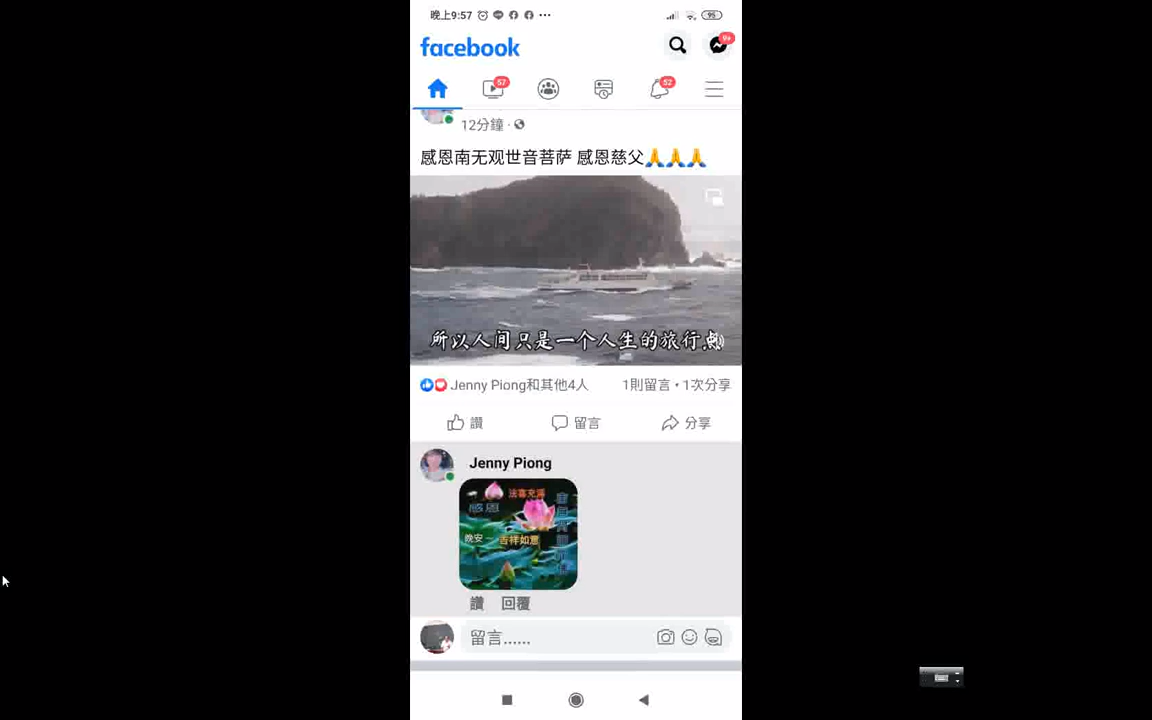 晚上9:57
95
facebook
9+
57
52
12分鐘 ·
感恩南无观世音菩萨 感恩慈父🙏🙏🙏
所以人间只是一个人生的旅行
Jenny Piong和其他4人
1則留言 • 1次分享
讚
留言
分享
Jenny Piong
法喜充滿
感恩
晚安
吉祥如意
讚 回覆
留言......